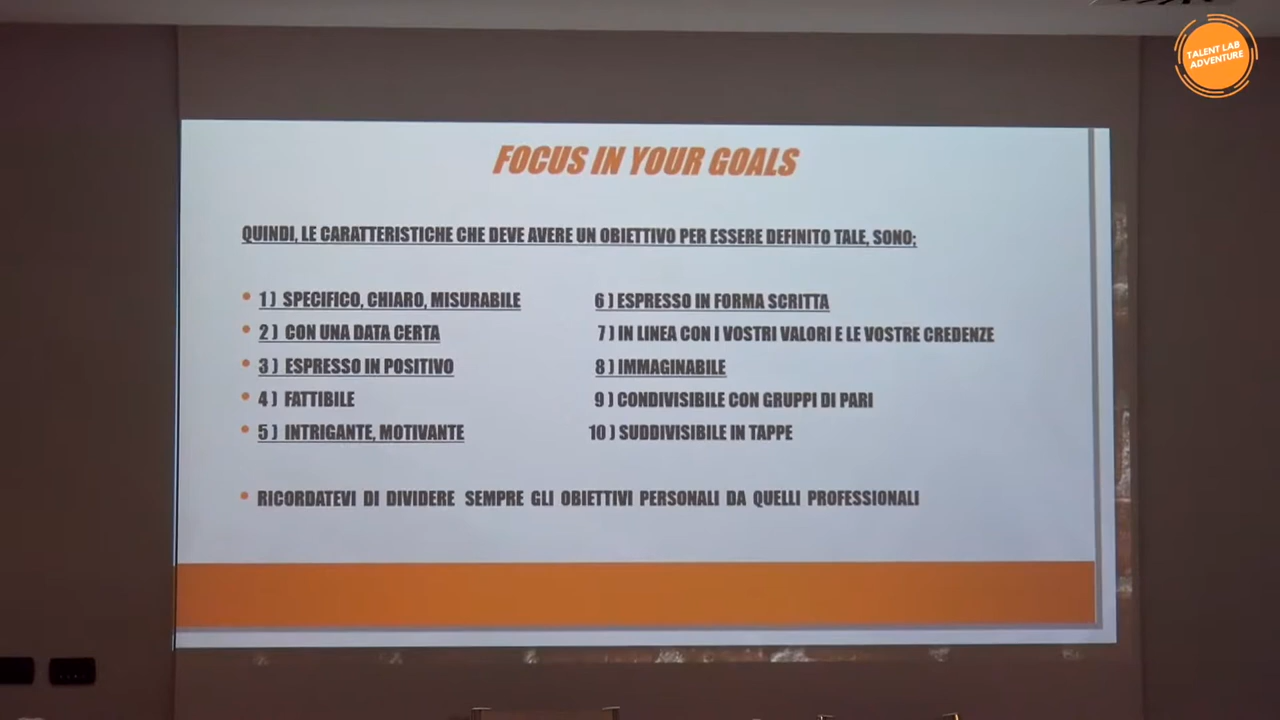 TALENT LAB
ADVENTURE
FOCUS IN YOUR GOALS
QUINDI, LE CARATTERISTICHE CHE DEVE AVERE UN OBIETTIVO PER ESSERE DEFINITO TALE, SONO;
• 1 ) SPECIFICO, CHIARO, MISURABILE
• 2 ) CON UNA DATA CERTA
• 3 ) ESPRESSO IN POSITIVO
• 4 ) FATTIBILE
• 5 ) INTRIGANTE, MOTIVANTE
6 ) ESPRESSO IN FORMA SCRITTA
7 ) IN LINEA CON I VOSTRI VALORI E LE VOSTRE CREDENZE
8 ) IMMAGINABILE
9 ) CONDIVISIBILE CON GRUPPI DI PARI
10 ) SUDDIVISIBILE IN TAPPE
• RICORDATEVI DI DIVIDERE SEMPRE GLI OBIETTIVI PERSONALI DA QUELLI PROFESSIONALI